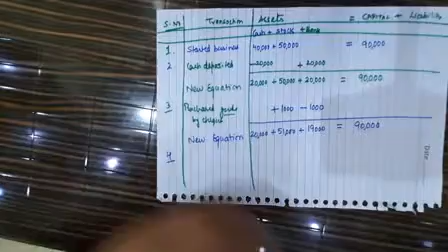 S.No Transaction Assets = CAPITAL + Liability
Cash + Stock + Bank
1. Started business 40,000 + 50,000 = 90,000
2 Cash deposited -20,000 + 20,000
New Equation 20,000 + 50,000 + 20,000 = 90,000
3 Purchased goods + 1000 - 1000
by cheque
New Equation 20,000 + 51,000 + 19000 = 90,000
4
Date